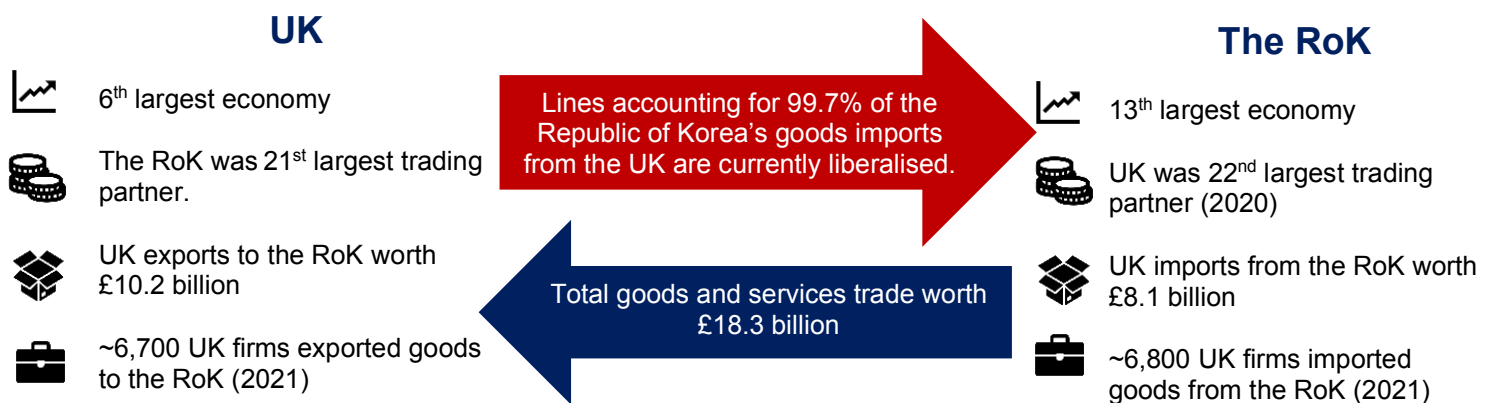 UK
6th largest economy
The RoK was 21st largest trading
partner.
UK exports to the RoK worth
£10.2 billion
~6,700 UK firms exported goods
to the RoK (2021)
Lines accounting for 99.7% of the
Republic of Korea's goods imports
from the UK are currently liberalised.
Total goods and services trade worth
£18.3 billion
The RoK
13th largest economy
UK was 22nd largest trading
partner (2020)
UK imports from the RoK worth
£8.1 billion
~6,800 UK firms imported
goods from the RoK (2021)